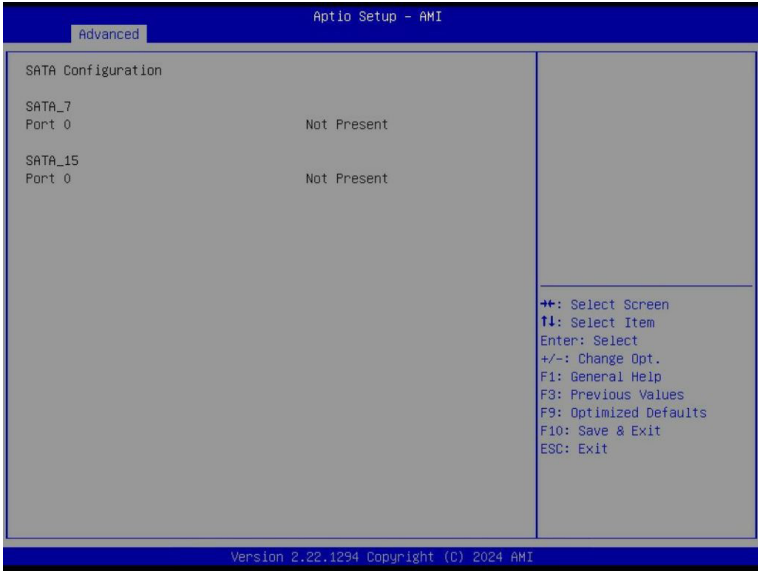 Aptio Setup – AMI
Advanced
SATA Configuration
SATA_7
Port 0 Not Present
SATA_15
Port 0 Not Present
→←: Select Screen
↑↓: Select Item
Enter: Select
+/-: Change Opt.
F1: General Help
F3: Previous Values
F9: Optimized Defaults
F10: Save & Exit
ESC: Exit
Version 2.22.1294 Copyright (C) 2024 AMI